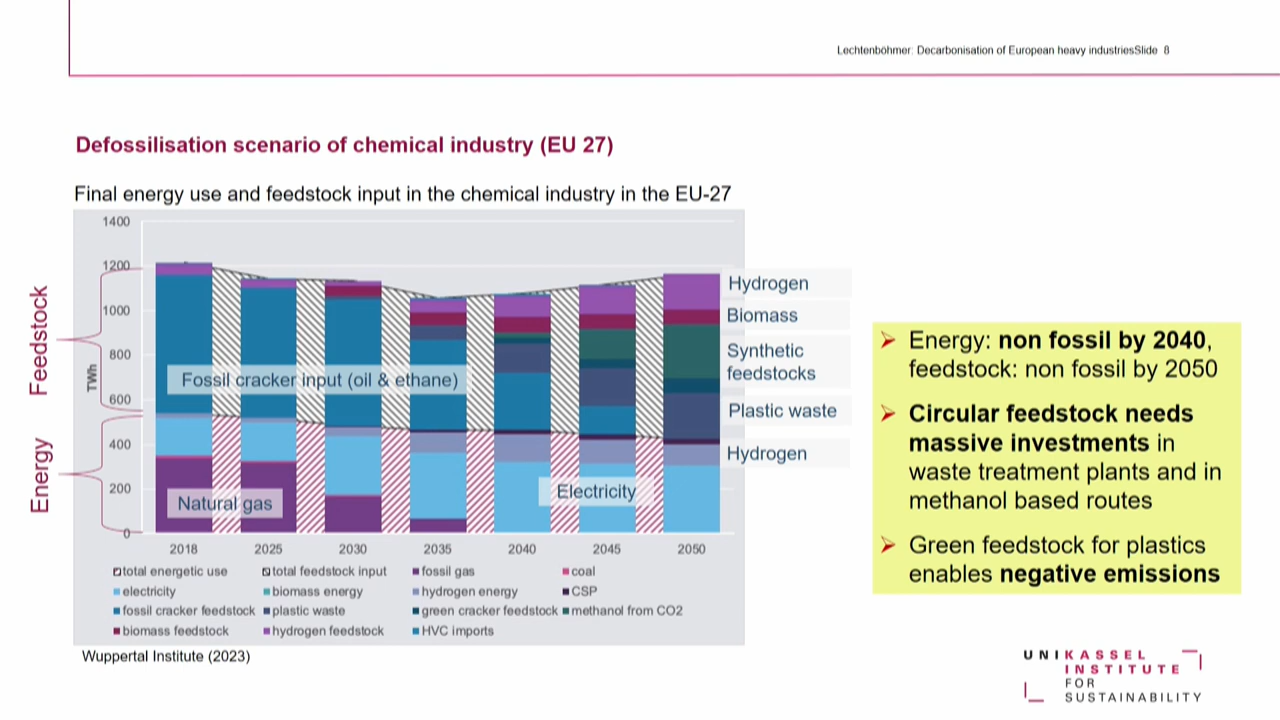 Lechtenböhmer: Decarbonisation of European heavy industriesSlide 8
Defossilisation scenario of chemical industry (EU 27)
Final energy use and feedstock input in the chemical industry in the EU-27
Feedstock
Energy
TWh
1400
1200
1000
800
600
400
200
0
Fossil cracker input (oil & ethane)
Natural gas
Electricity
Hydrogen
Biomass
Synthetic
feedstocks
Plastic waste
Hydrogen
2018 2025 2030 2035 2040 2045 2050
total energetic use total feedstock input fossil gas coal
electricity biomass energy hydrogen energy CSP
fossil cracker feedstock plastic waste green cracker feedstock methanol from CO2
biomass feedstock hydrogen feedstock HVC imports
Wuppertal Institute (2023)
Energy: non fossil by 2040,
feedstock: non fossil by 2050
Circular feedstock needs
massive investments in
waste treatment plants and in
methanol based routes
Green feedstock for plastics
enables negative emissions
UNIKASSEL
INSTITUTE
FOR
SUSTAINABILITY